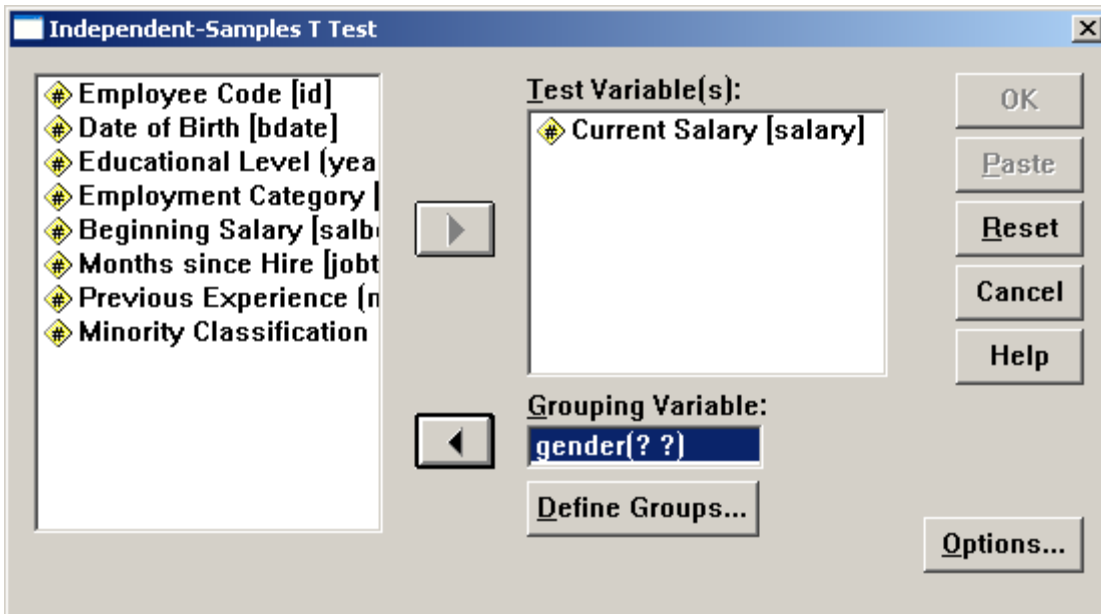 Independent-Samples T Test
Employee Code [id]
Date of Birth [bdate]
Educational Level (yea
Employment Category [
Beginning Salary [salb
Months since Hire [jobt
Previous Experience (n
Minority Classification
Test Variable(s):
Current Salary [salary]
Grouping Variable:
gender(? ?)
Define Groups...
OK
Paste
Reset
Cancel
Help
Options...